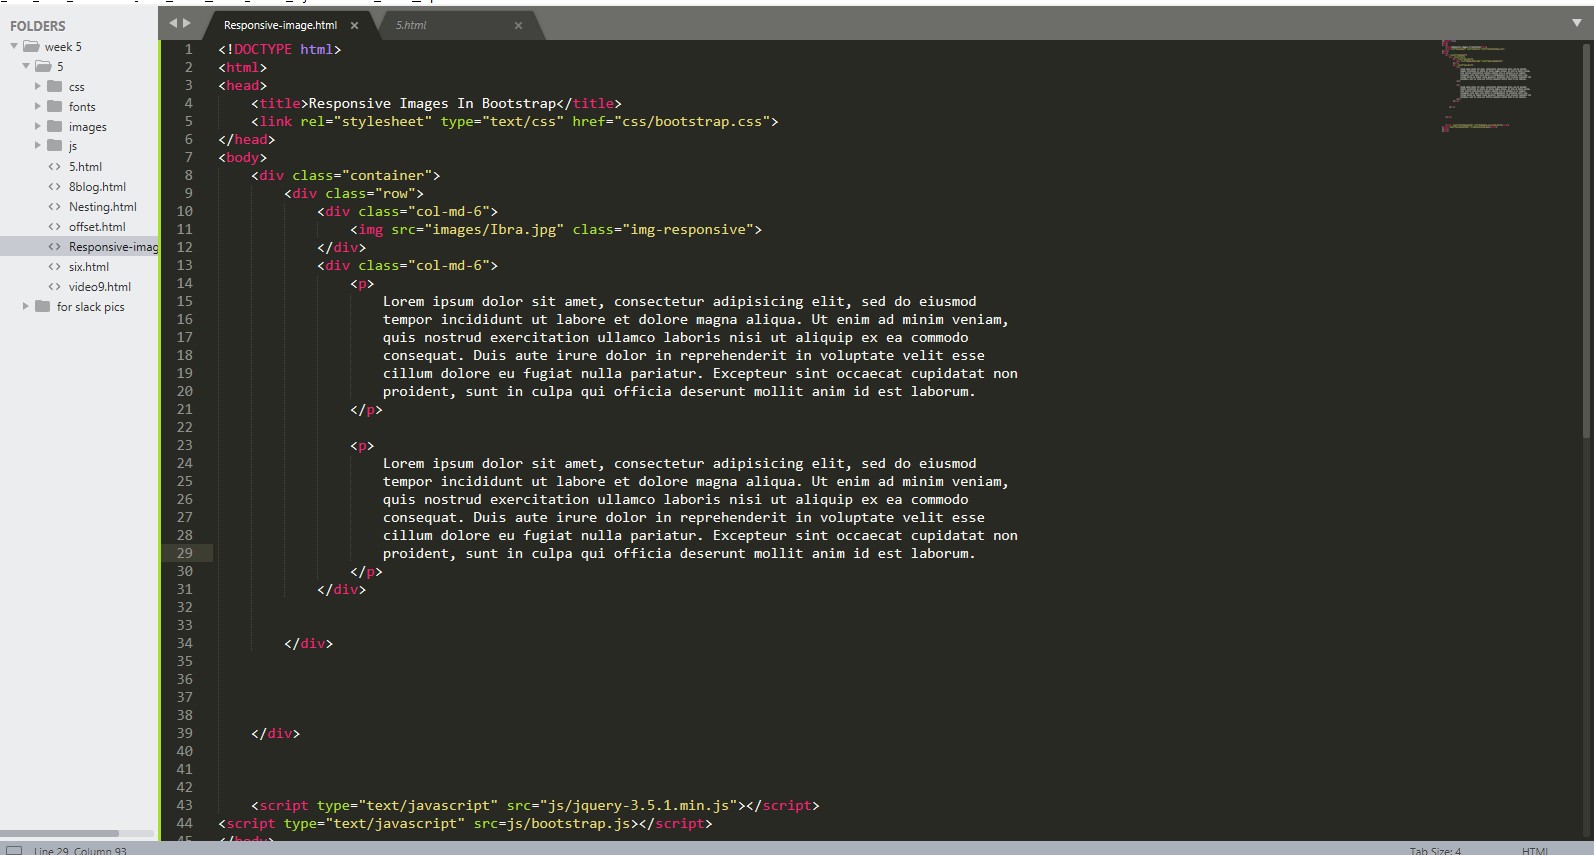 FOLDERS
week 5
5
css
fonts
images
js
5.html
8blog.html
Nesting.html
offset.html
Responsive-imag
six.html
video9.html
for slack pics
Responsive-image.html ×
5.html ×
1 <!DOCTYPE html>
2 <html>
3 <head>
4 <title>Responsive Images In Bootstrap</title>
5 <link rel="stylesheet" type="text/css" href="css/bootstrap.css">
6 </head>
7 <body>
8 <div class="container">
9 <div class="row">
10 <div class="col-md-6">
11 <img src="images/Ibra.jpg" class="img-responsive">
12 </div>
13 <div class="col-md-6">
14 <p>
15 Lorem ipsum dolor sit amet, consectetur adipisicing elit, sed do eiusmod
16 tempor incididunt ut labore et dolore magna aliqua. Ut enim ad minim veniam,
17 quis nostrud exercitation ullamco laboris nisi ut aliquip ex ea commodo
18 consequat. Duis aute irure dolor in reprehenderit in voluptate velit esse
19 cillum dolore eu fugiat nulla pariatur. Excepteur sint occaecat cupidatat non
20 proident, sunt in culpa qui officia deserunt mollit anim id est laborum.
21 </p>
22
23 <p>
24 Lorem ipsum dolor sit amet, consectetur adipisicing elit, sed do eiusmod
25 tempor incididunt ut labore et dolore magna aliqua. Ut enim ad minim veniam,
26 quis nostrud exercitation ullamco laboris nisi ut aliquip ex ea commodo
27 consequat. Duis aute irure dolor in reprehenderit in voluptate velit esse
28 cillum dolore eu fugiat nulla pariatur. Excepteur sint occaecat cupidatat non
29 proident, sunt in culpa qui officia deserunt mollit anim id est laborum.
30 </p>
31 </div>
32
33
34 </div>
35
36
37
38
39 </div>
40
41
42
43 <script type="text/javascript" src="js/jquery-3.5.1.min.js"></script>
44 <script type="text/javascript" src=js/bootstrap.js></script>
45 </body>
Line 29, Column 93
Tab Size: 4
HTML